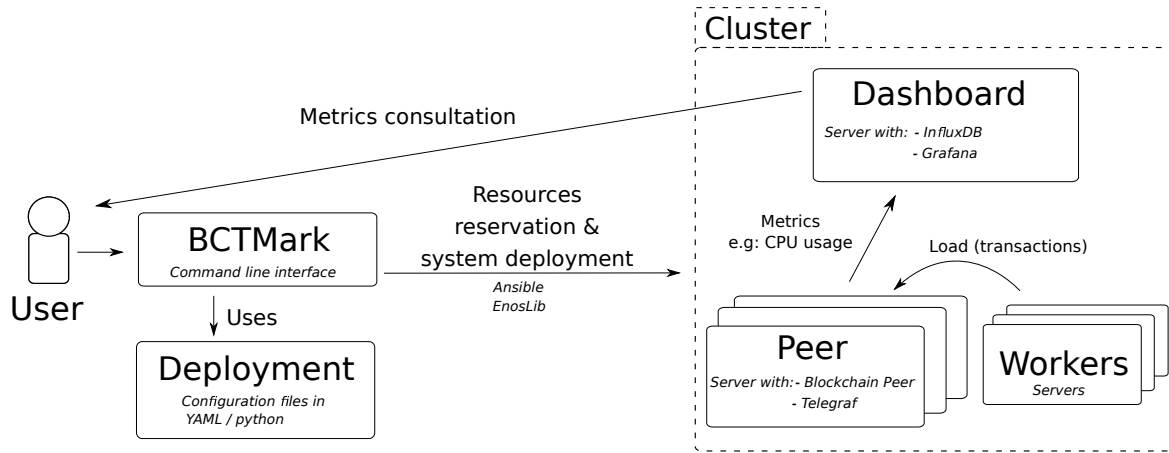 Cluster
Dashboard
Server with: - InfluxDB
- Grafana
Metrics consultation
Resources
reservation &
system deployment
Ansible
EnosLib
User
BCTMark
Command line interface
Uses
Deployment
Configuration files in
YAML / python
Metrics
e.g: CPU usage
Load (transactions)
Peer
Server with:- Blockchain Peer
- Telegraf
Workers
Servers